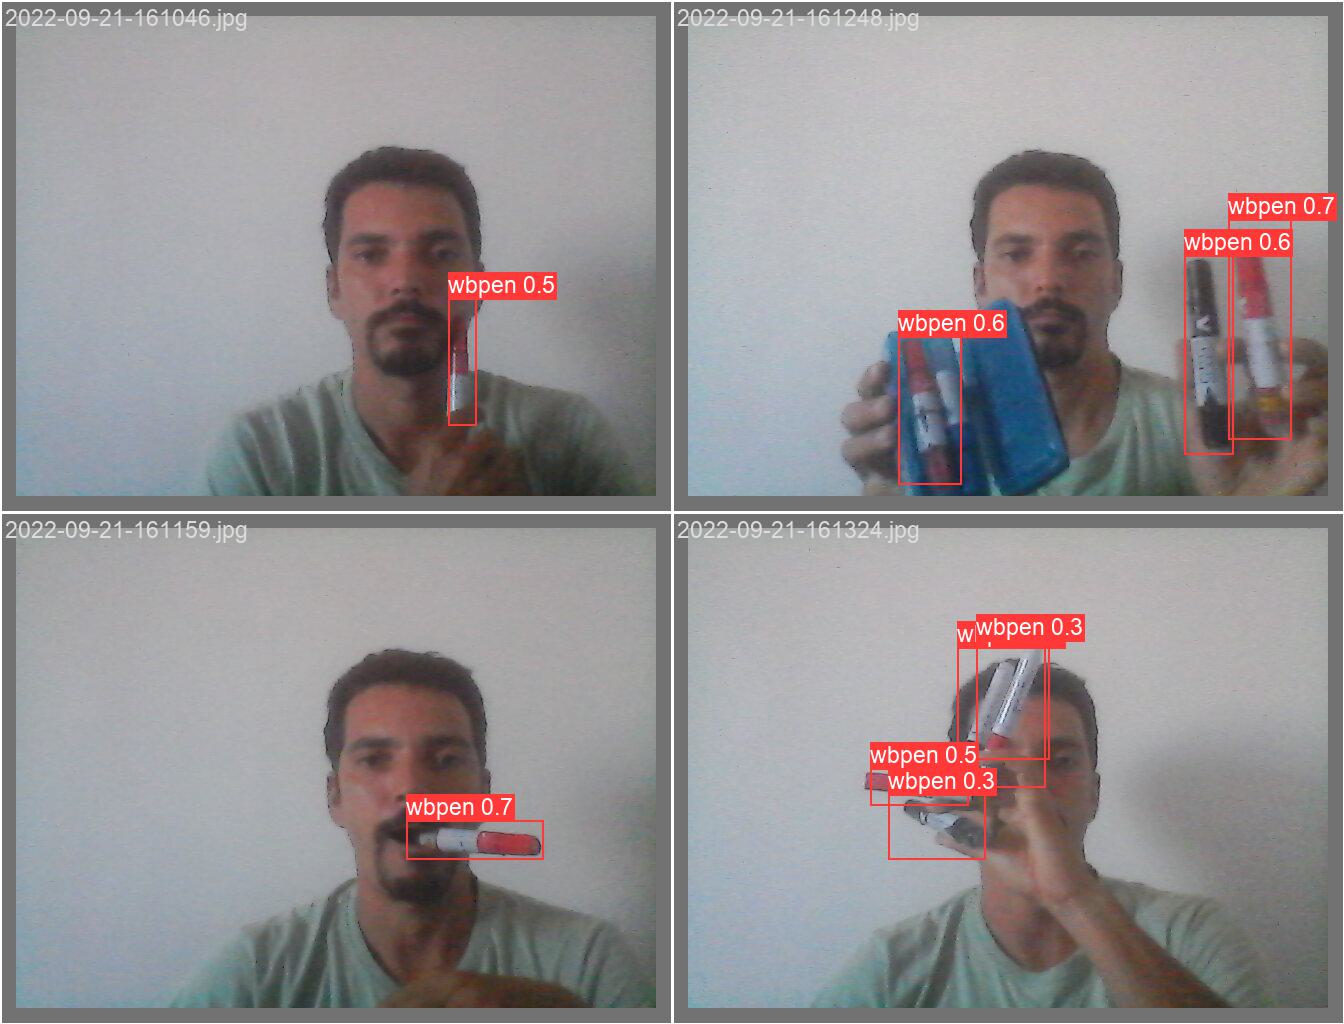 2022-09-21-161046.jpg
wbpen 0.5
2022-09-21-161248.jpg
wbpen 0.7
wbpen 0.6
wbpen 0.6
2022-09-21-161159.jpg
wbpen 0.7
2022-09-21-161324.jpg
wbpen 0.3
wbpen 0.5
wbpen 0.3